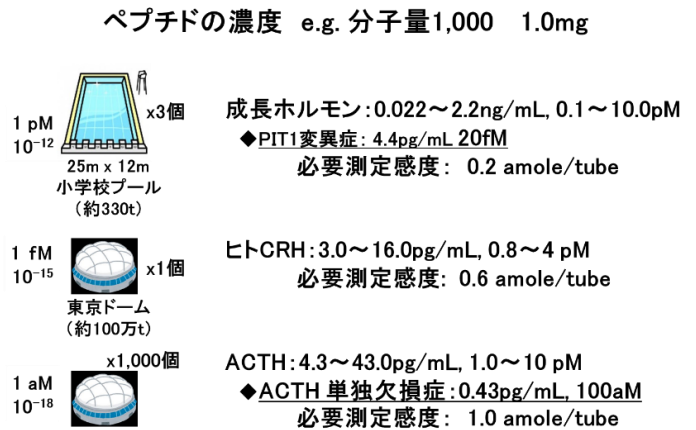 ペプチドの濃度 e.g. 分子量1,000 1.0mg
1 pM
10⁻¹²
x3個
25m x 12m
小学校プール
(約330t)
成長ホルモン:0.022～2.2ng/mL, 0.1～10.0pM
◆PIT1変異症: 4.4pg/mL 20fM
必要測定感度: 0.2 amole/tube
1 fM
10⁻¹⁵
x1個
東京ドーム
(約100万t)
ヒトCRH:3.0～16.0pg/mL, 0.8～4 pM
必要測定感度: 0.6 amole/tube
x1,000個
1 aM
10⁻¹⁸
ACTH:4.3～43.0pg/mL, 1.0～10 pM
◆ACTH 単独欠損症:0.43pg/mL, 100aM
必要測定感度: 1.0 amole/tube